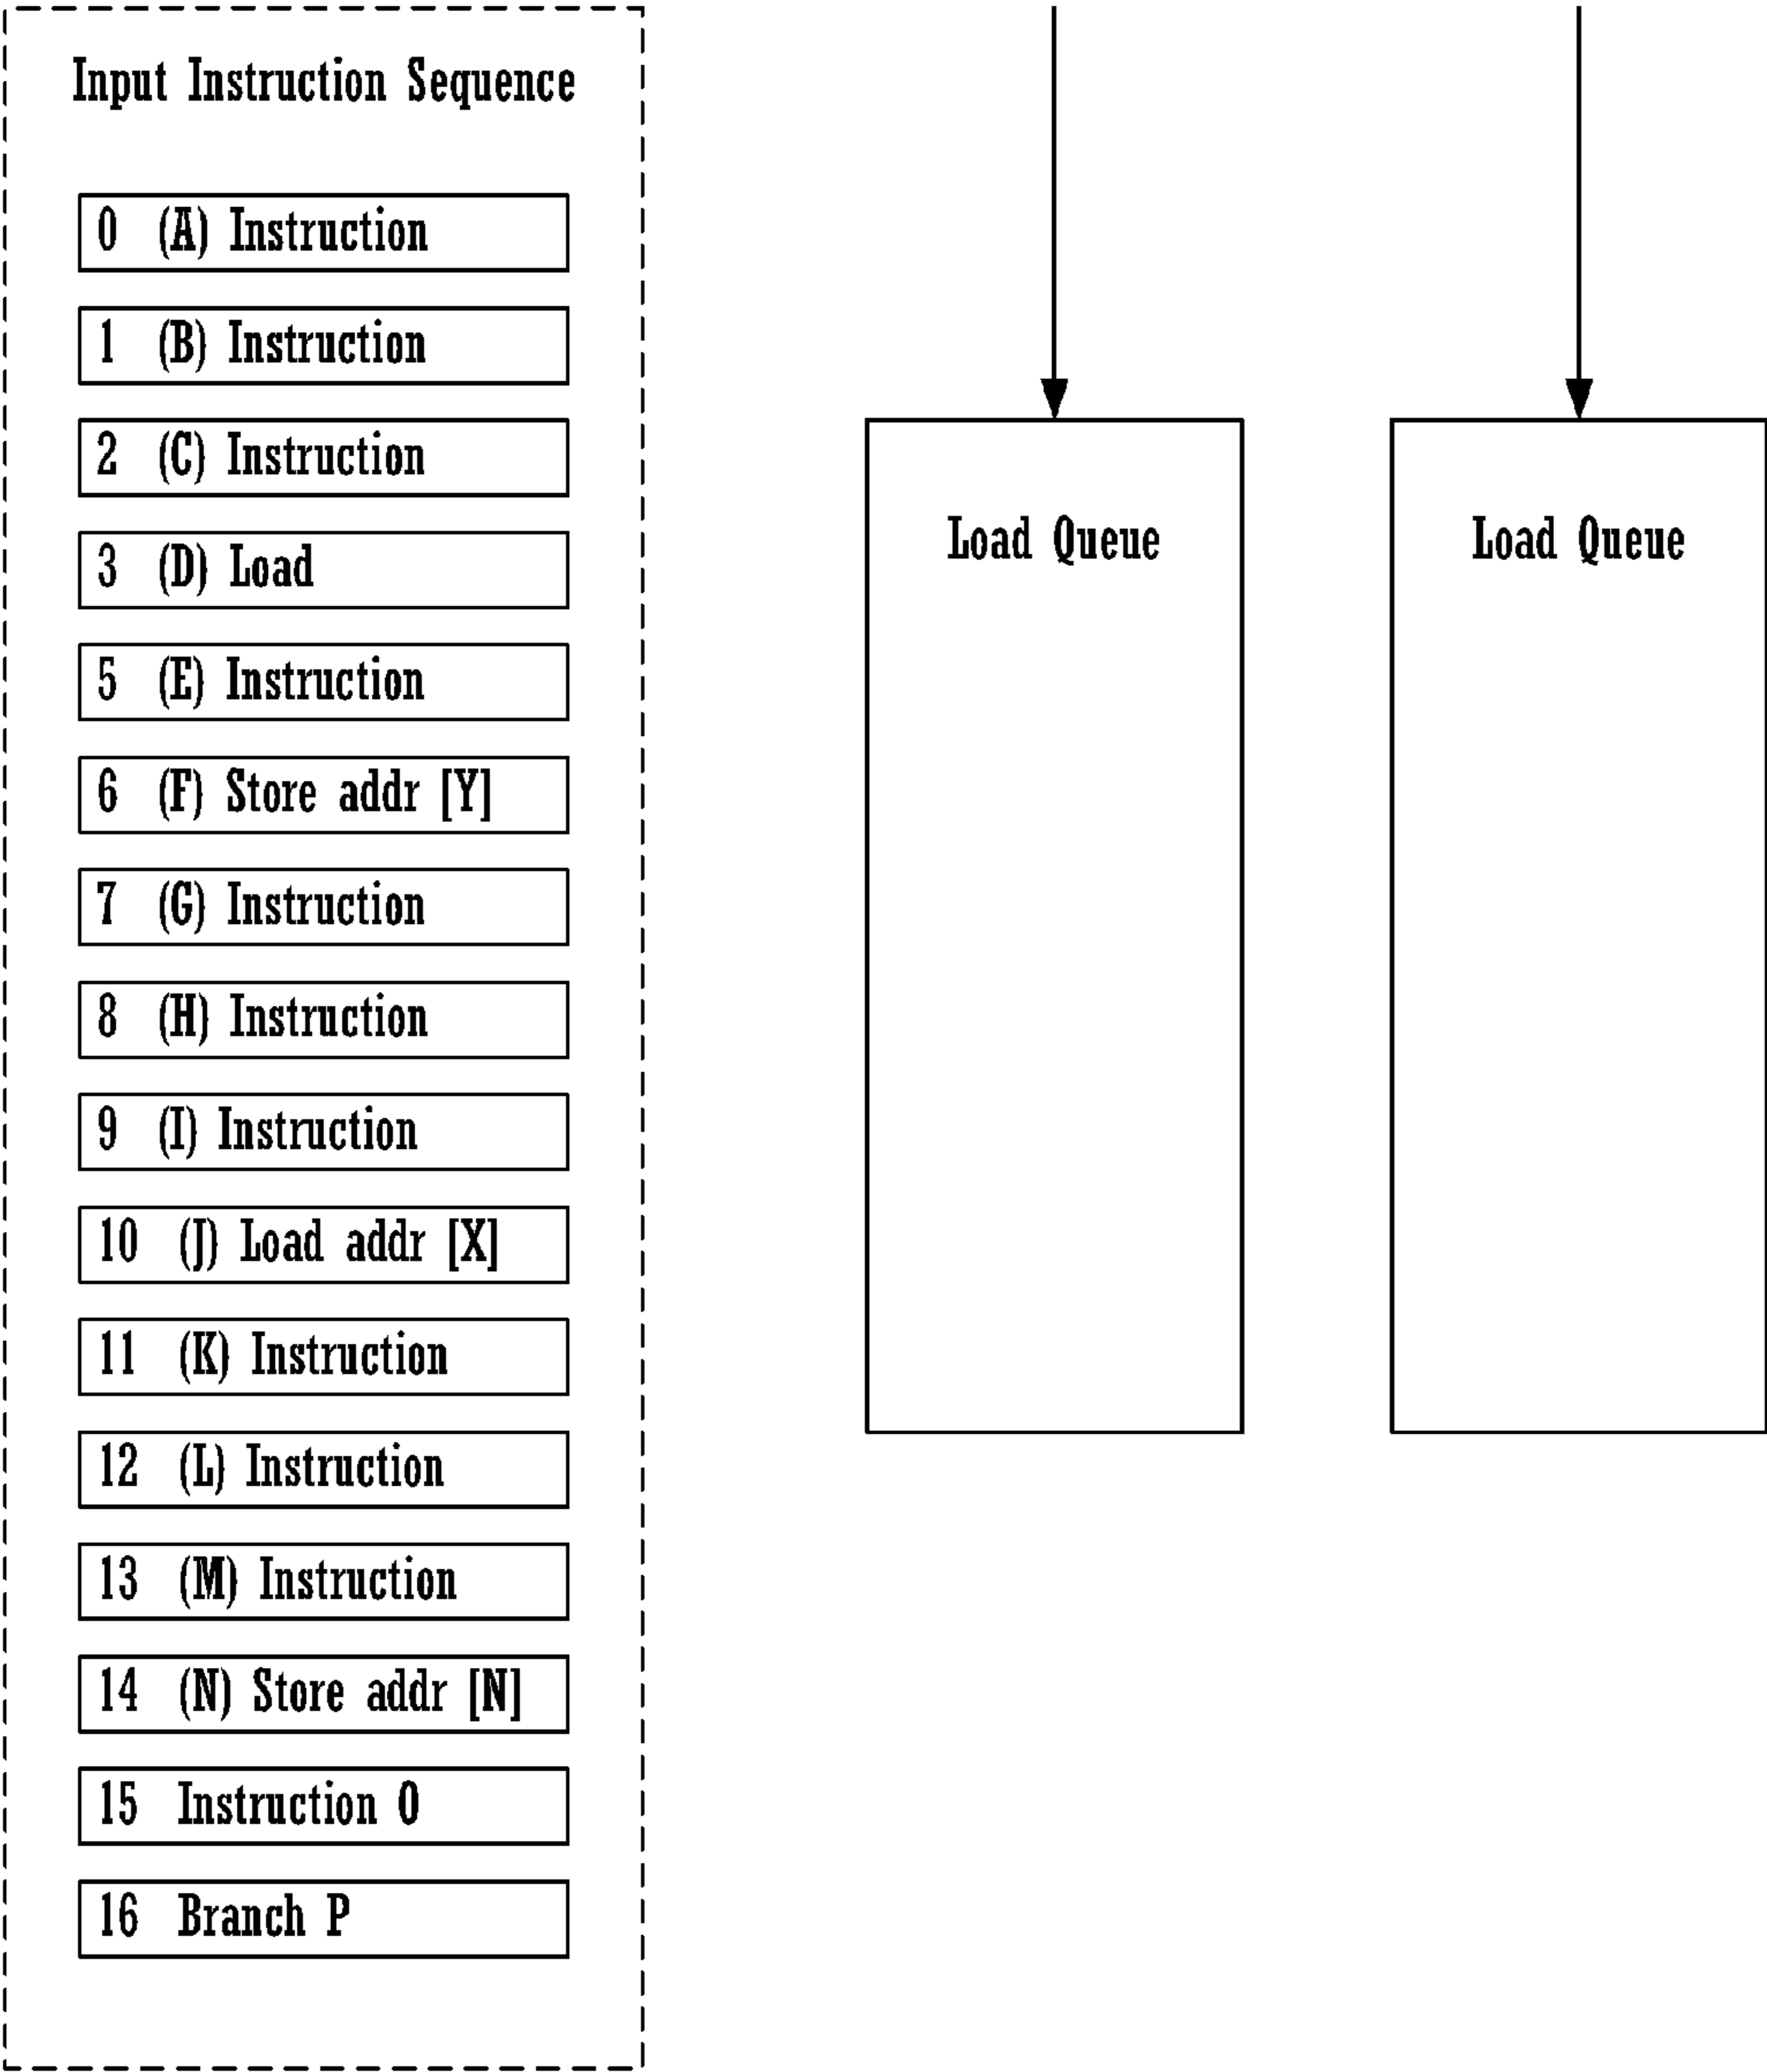 Input Instruction Sequence
0 (A) Instruction
1 (B) Instruction
2 (C) Instruction
3 (D) Load
5 (E) Instruction
6 (F) Store addr [Y]
7 (G) Instruction
8 (H) Instruction
9 (I) Instruction
10 (J) Load addr [X]
11 (K) Instruction
12 (L) Instruction
13 (M) Instruction
14 (N) Store addr [N]
15 Instruction O
16 Branch P
Load Queue
Load Queue